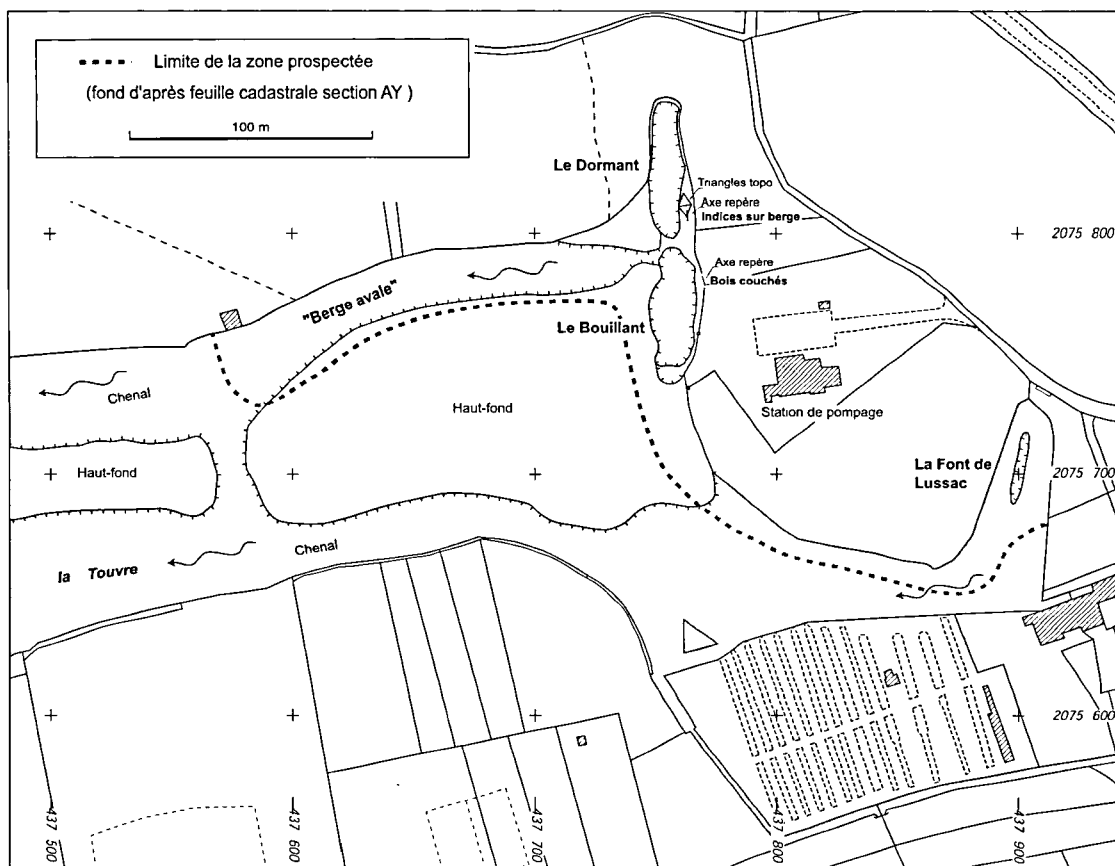 Limite de la zone prospectée
(fond d'après feuille cadastrale section AY )
100 m
Le Dormant
Triangles topo
Axe repère
Indices sur berge
2075 800
Axe repère
Bois couchés
"Berge avale"
Le Bouillant
Chenal
Haut-fond
Station de pompage
Haut-fond
La Font de
Lussac
2075 700
Chenal
la Touvre
2075 600
437 500
437 600
437 700
437 800
437 900